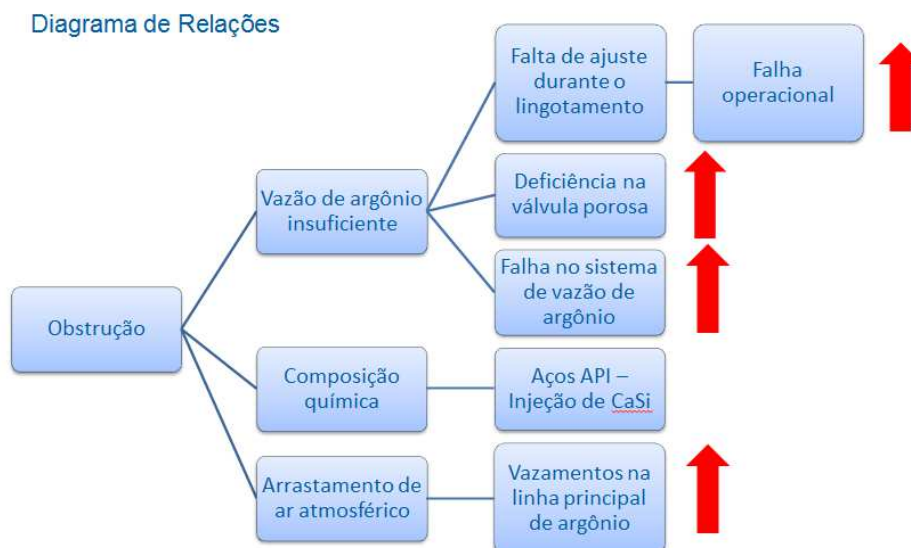 Diagrama de Relações
Falta de ajuste
durante o
lingotamento
Falha
operacional
Vazão de argônio
insuficiente
Deficiência na
válvula porosa
Falha no sistema
de vazão de
argônio
Obstrução
Composição
química
Aços API –
Injeção de CaSi
Arrastamento de
ar atmosférico
Vazamentos na
linha principal
de argônio